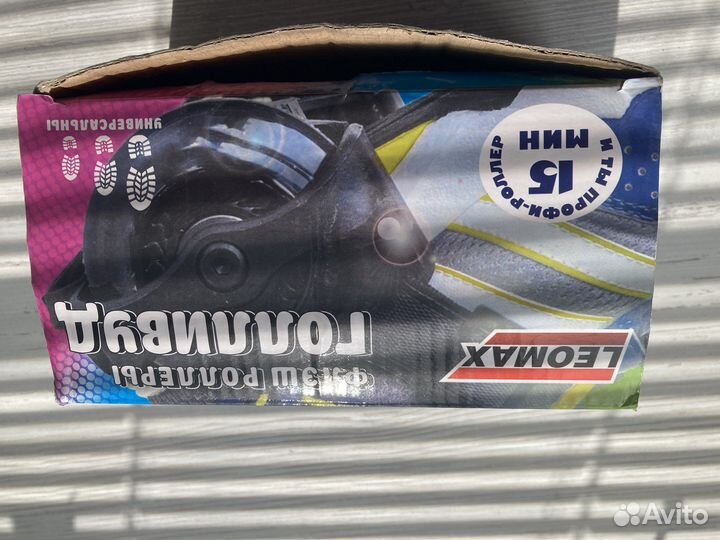 LEOMAX
ФЛЭШ РОЛЛЕРЫ
ГОЛЛИВУД
И ТЫ ПРОФИ-РОЛЛЕР
15
МИН
УНИВЕРСАЛЬНЫ
Avito